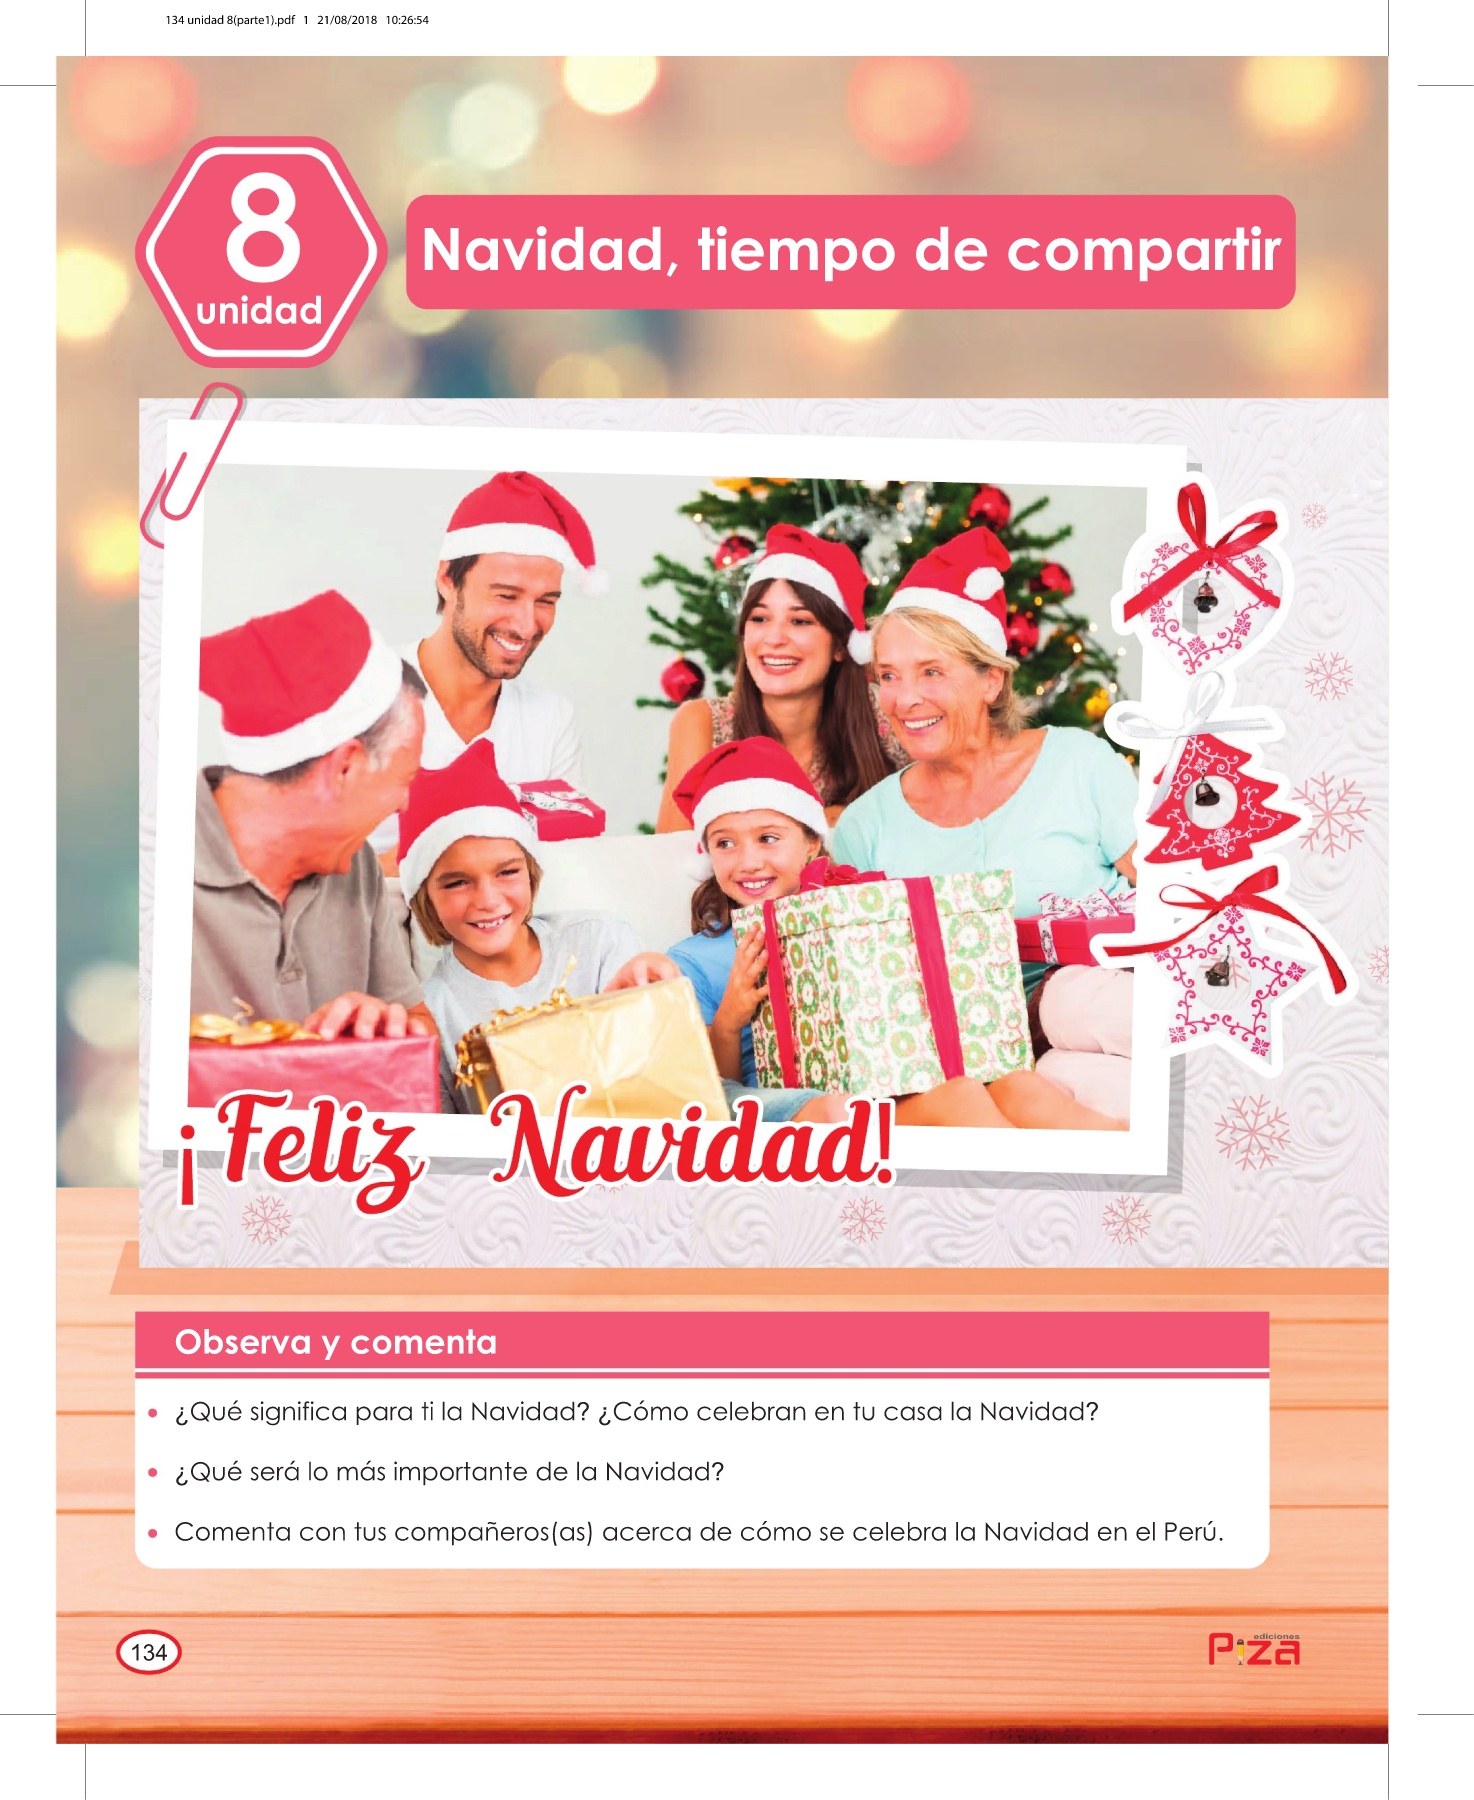 134 unidad 8(parte1).pdf 1 21/08/2018 10:26:54
8
unidad
Navidad, tiempo de compartir
¡Feliz Navidad!
Observa y comenta
• ¿Qué significa para ti la Navidad? ¿Cómo celebran en tu casa la Navidad?
• ¿Qué será lo más importante de la Navidad?
• Comenta con tus compañeros(as) acerca de cómo se celebra la Navidad en el Perú.
134
ediciones
Piza